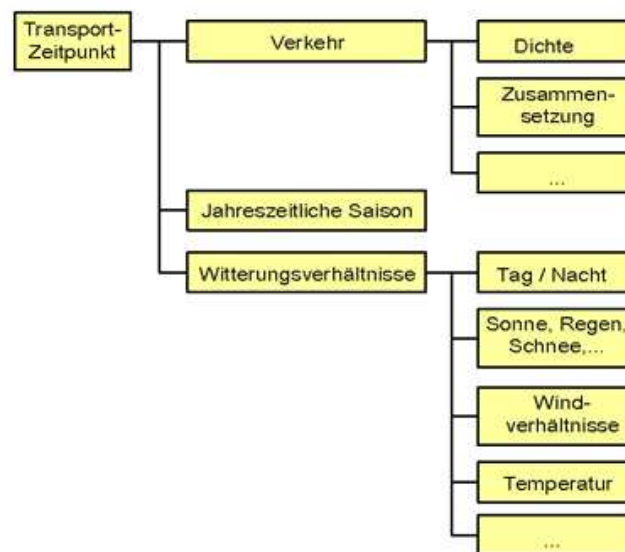 Transport-
Zeitpunkt
Verkehr
Dichte
Zusammen-
setzung
...
Jahreszeitliche Saison
Witterungsverhältnisse
Tag / Nacht
Sonne, Regen,
Schnee,...
Wind-
verhältnisse
Temperatur
...